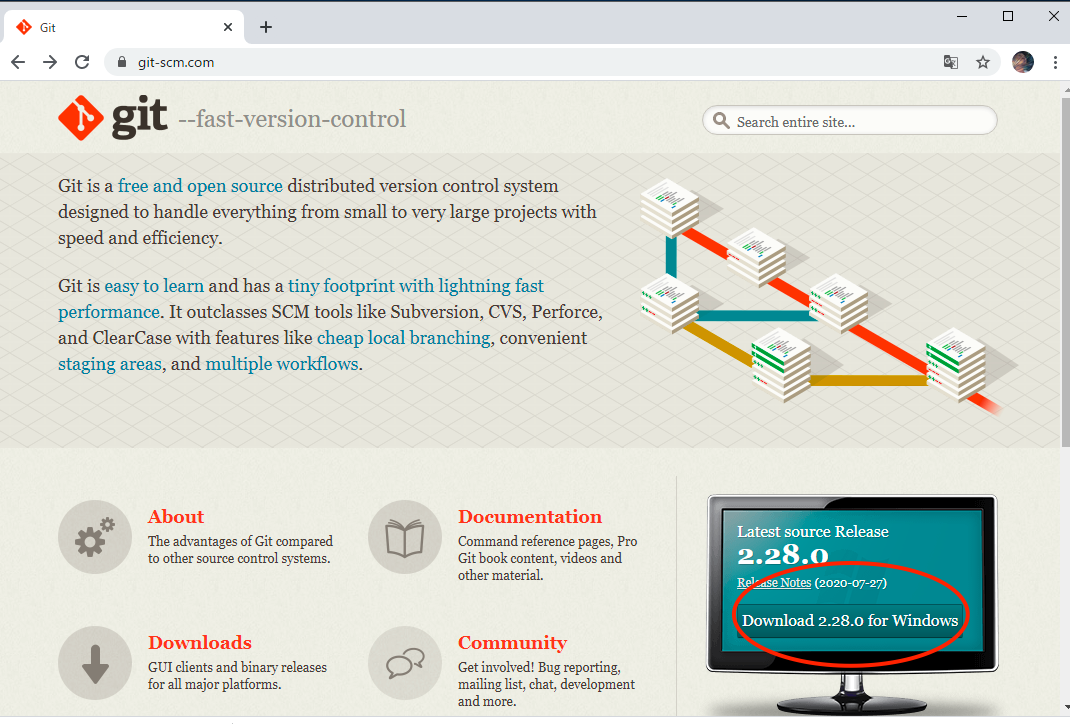 Git
git-scm.com
git --fast-version-control
Search entire site...
Git is a free and open source distributed version control system
designed to handle everything from small to very large projects with
speed and efficiency.
Git is easy to learn and has a tiny footprint with lightning fast
performance. It outclasses SCM tools like Subversion, CVS, Perforce,
and ClearCase with features like cheap local branching, convenient
staging areas, and multiple workflows.
About
The advantages of Git compared
to other source control systems.
Documentation
Command reference pages, Pro
Git book content, videos and
other material.
Downloads
GUI clients and binary releases
for all major platforms.
Community
Get involved! Bug reporting,
mailing list, chat, development
and more.
Latest source Release
2.28.0
Release Notes (2020-07-27)
Download 2.28.0 for Windows